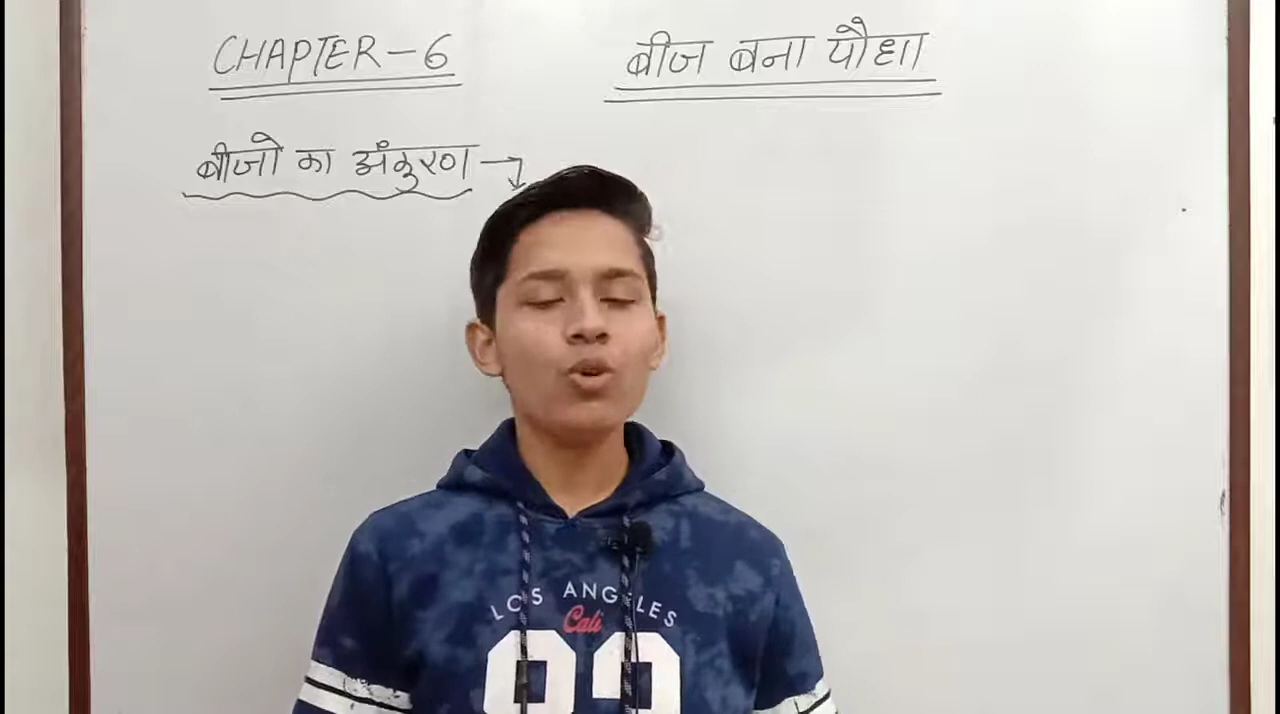 CHAPTER-6
बीज बना पौधा
बीजो का अंकुरण →
LOS ANGELES
Cali